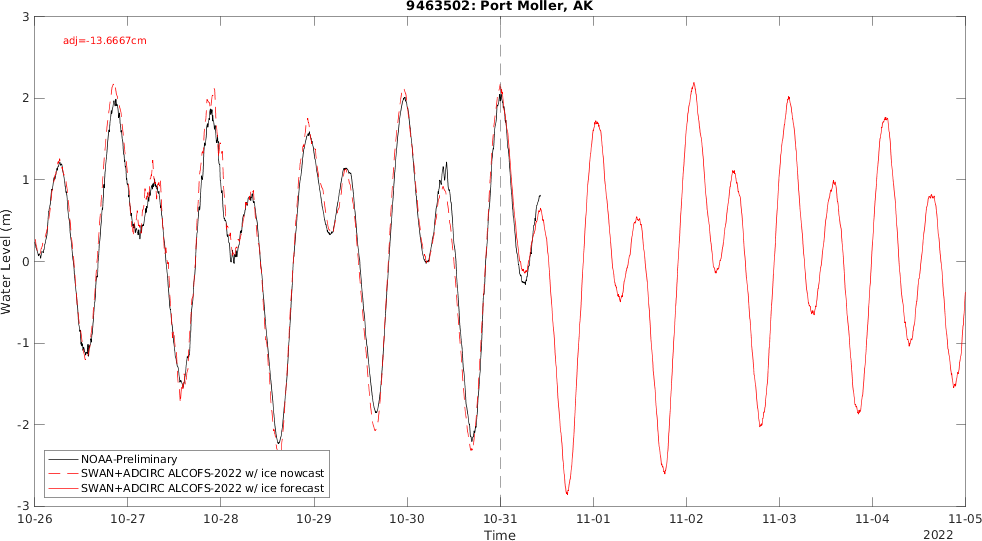 9463502: Port Moller, AK
adj=-13.6667cm
Water Level (m)
3
2
1
0
-1
-2
-3
NOAA-Preliminary
SWAN+ADCIRC ALCOFS-2022 w/ ice nowcast
SWAN+ADCIRC ALCOFS-2022 w/ ice forecast
10-26 10-27 10-28 10-29 10-30 10-31 11-01 11-02 11-03 11-04 11-05
Time
2022